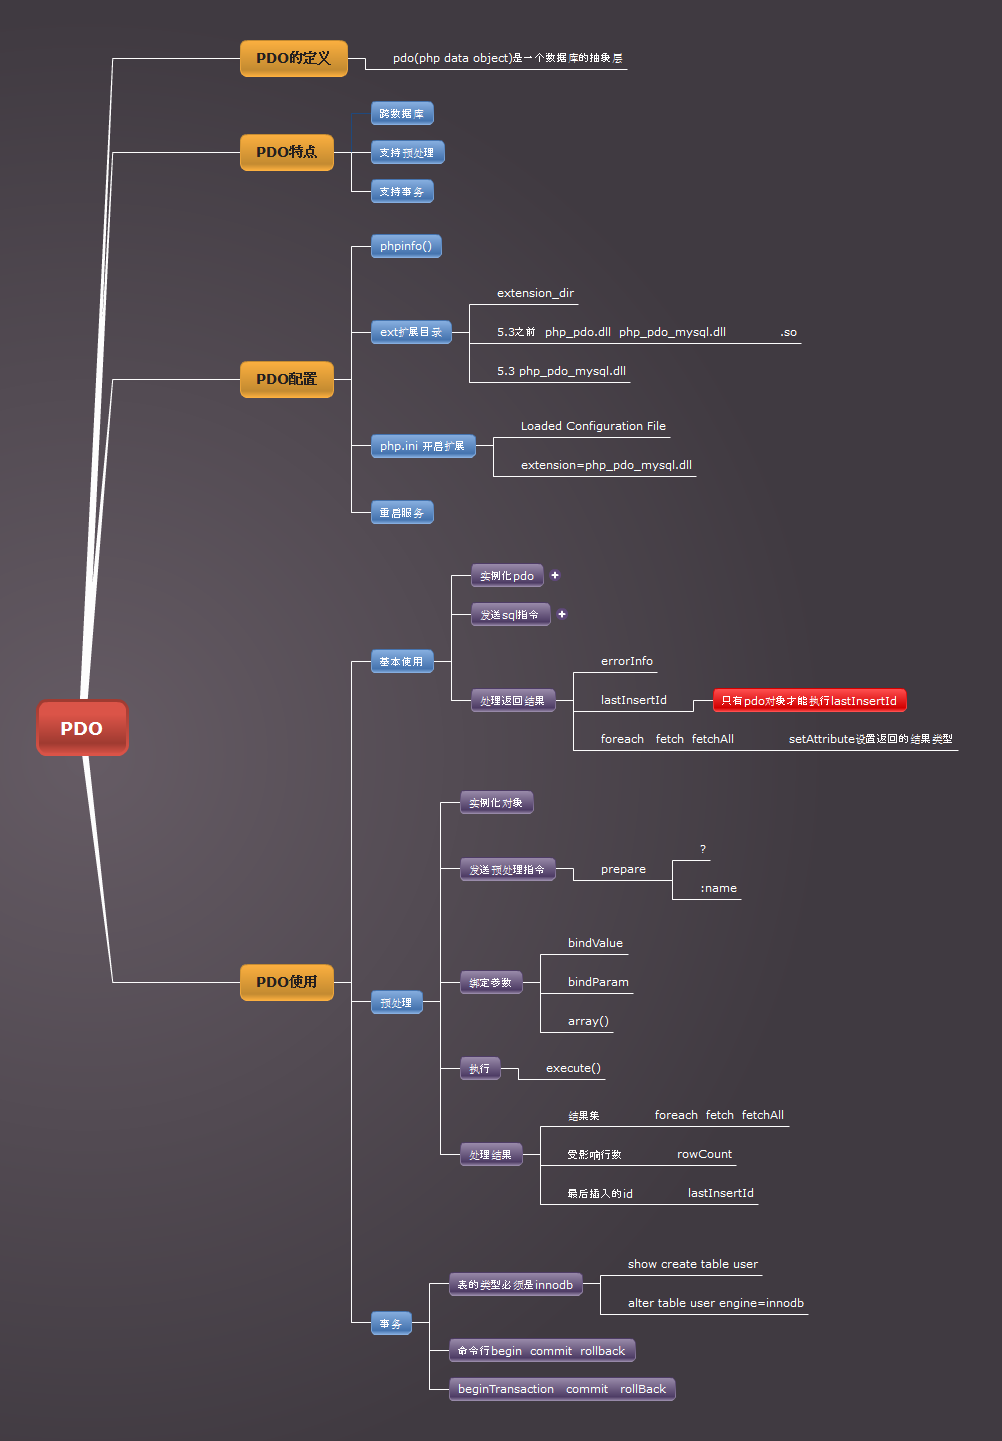 PDO
PDO的定义
pdo(php data object)是一个数据库的抽象层
PDO特点
跨数据库
支持预处理
支持事务
PDO配置
phpinfo()
ext扩展目录
extension_dir
5.3之前 php_pdo.dll php_pdo_mysql.dll .so
5.3 php_pdo_mysql.dll
php.ini 开启扩展
Loaded Configuration File
extension=php_pdo_mysql.dll
重启服务
PDO使用
基本使用
实例化pdo
发送sql指令
处理返回结果
errorInfo
lastInsertId
只有pdo对象才能执行lastInsertId
foreach fetch fetchAll setAttribute设置返回的结果类型
预处理
实例化对象
发送预处理指令
prepare
?
:name
绑定参数
bindValue
bindParam
array()
执行
execute()
处理结果
结果集 foreach fetch fetchAll
受影响行数 rowCount
最后插入的id lastInsertId
事务
表的类型必须是innodb
show create table user
alter table user engine=innodb
命令行begin commit rollback
beginTransaction commit rollBack